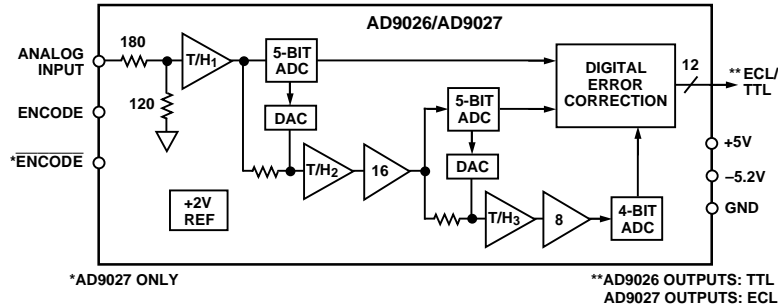 AD9026/AD9027
ANALOG
INPUT
180
120
T/H1
5-BIT
ADC
DAC
T/H2
16
5-BIT
ADC
DAC
T/H3
8
4-BIT
ADC
DIGITAL
ERROR
CORRECTION
12
**ECL/
TTL
ENCODE
*ENCODE
+5V
–5.2V
GND
+2V
REF
*AD9027 ONLY
**AD9026 OUTPUTS: TTL
AD9027 OUTPUTS: ECL